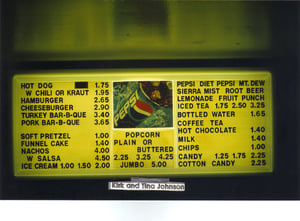 HOT DOG 1.75
W CHILI OR KRAUT 1.95
HAMBURGER 2.65
CHEESEBURGER 2.90
TURKEY BAR-B-QUE 3.40
PORK BAR-B-QUE 3.65
SOFT PRETZEL 1.00
FUNNEL CAKE 1.40
NACHOS 4.00
W SALSA 4.50
ICE CREAM 1.00 1.50 2.00
PEPSI
POPCORN
PLAIN OR
BUTTERED
2.25 3.25 4.25
JUMBO 5.00
PEPSI DIET PEPSI MT. DEW
SIERRA MIST ROOT BEER
LEMONADE FRUIT PUNCH
ICED TEA 1.75 2.50 3.25
BOTTLED WATER 1.65
COFFEE TEA
HOT CHOCOLATE 1.40
MILK 1.40
CHIPS 1.00
CANDY 1.25 1.75 2.25
COTTON CANDY 2.25
Kirk and Tina Johnson